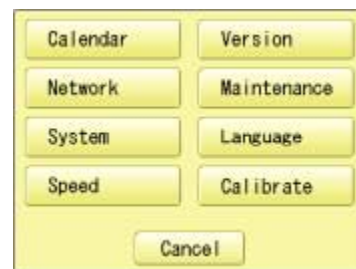 Calendar Version
Network Maintenance
System Language
Speed Calibrate
Cancel